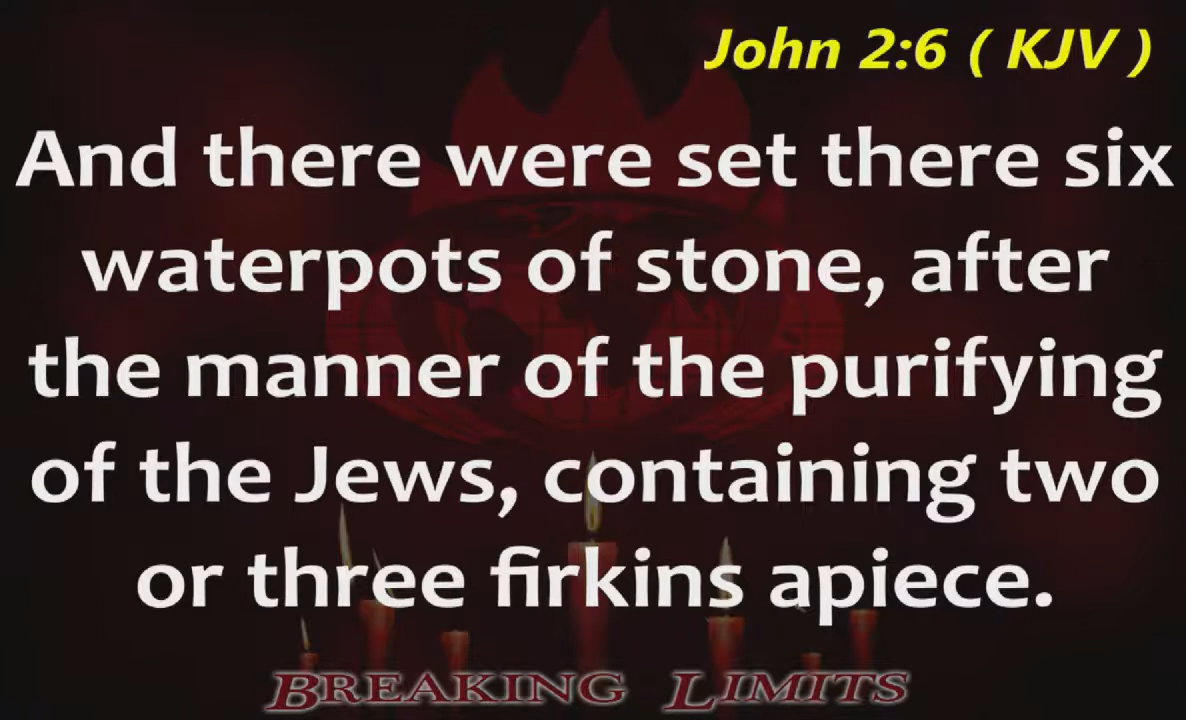 John 2:6 ( KJV )
And there were set there six
waterpots of stone, after
the manner of the purifying
of the Jews, containing two
or three firkins apiece.
BREAKING LIMITS